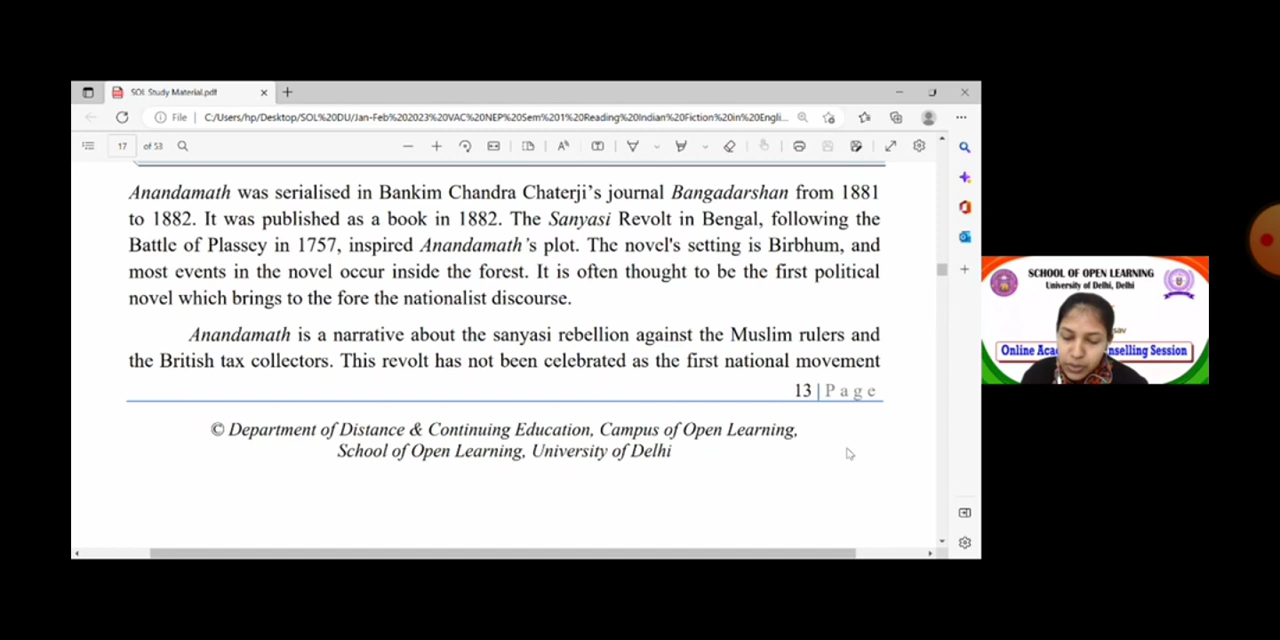 SOL Study Material.pdf
File
C:/Users/hp/Desktop/SOL%20DU/Jan-Feb%202023%20VAC%20NEP%20Sem%201%20Reading%20Indian%20Fiction%20in%20Engli...
17 of 53
Anandamath was serialised in Bankim Chandra Chaterji's journal Bangadarshan from 1881
to 1882. It was published as a book in 1882. The Sanyasi Revolt in Bengal, following the
Battle of Plassey in 1757, inspired Anandamath's plot. The novel's setting is Birbhum, and
most events in the novel occur inside the forest. It is often thought to be the first political
novel which brings to the fore the nationalist discourse.
Anandamath is a narrative about the sanyasi rebellion against the Muslim rulers and
the British tax collectors. This revolt has not been celebrated as the first national movement
13 | P a g e
© Department of Distance & Continuing Education, Campus of Open Learning,
School of Open Learning, University of Delhi
SCHOOL OF OPEN LEARNING
University of Delhi, Delhi
sav
Online Aca nselling Session